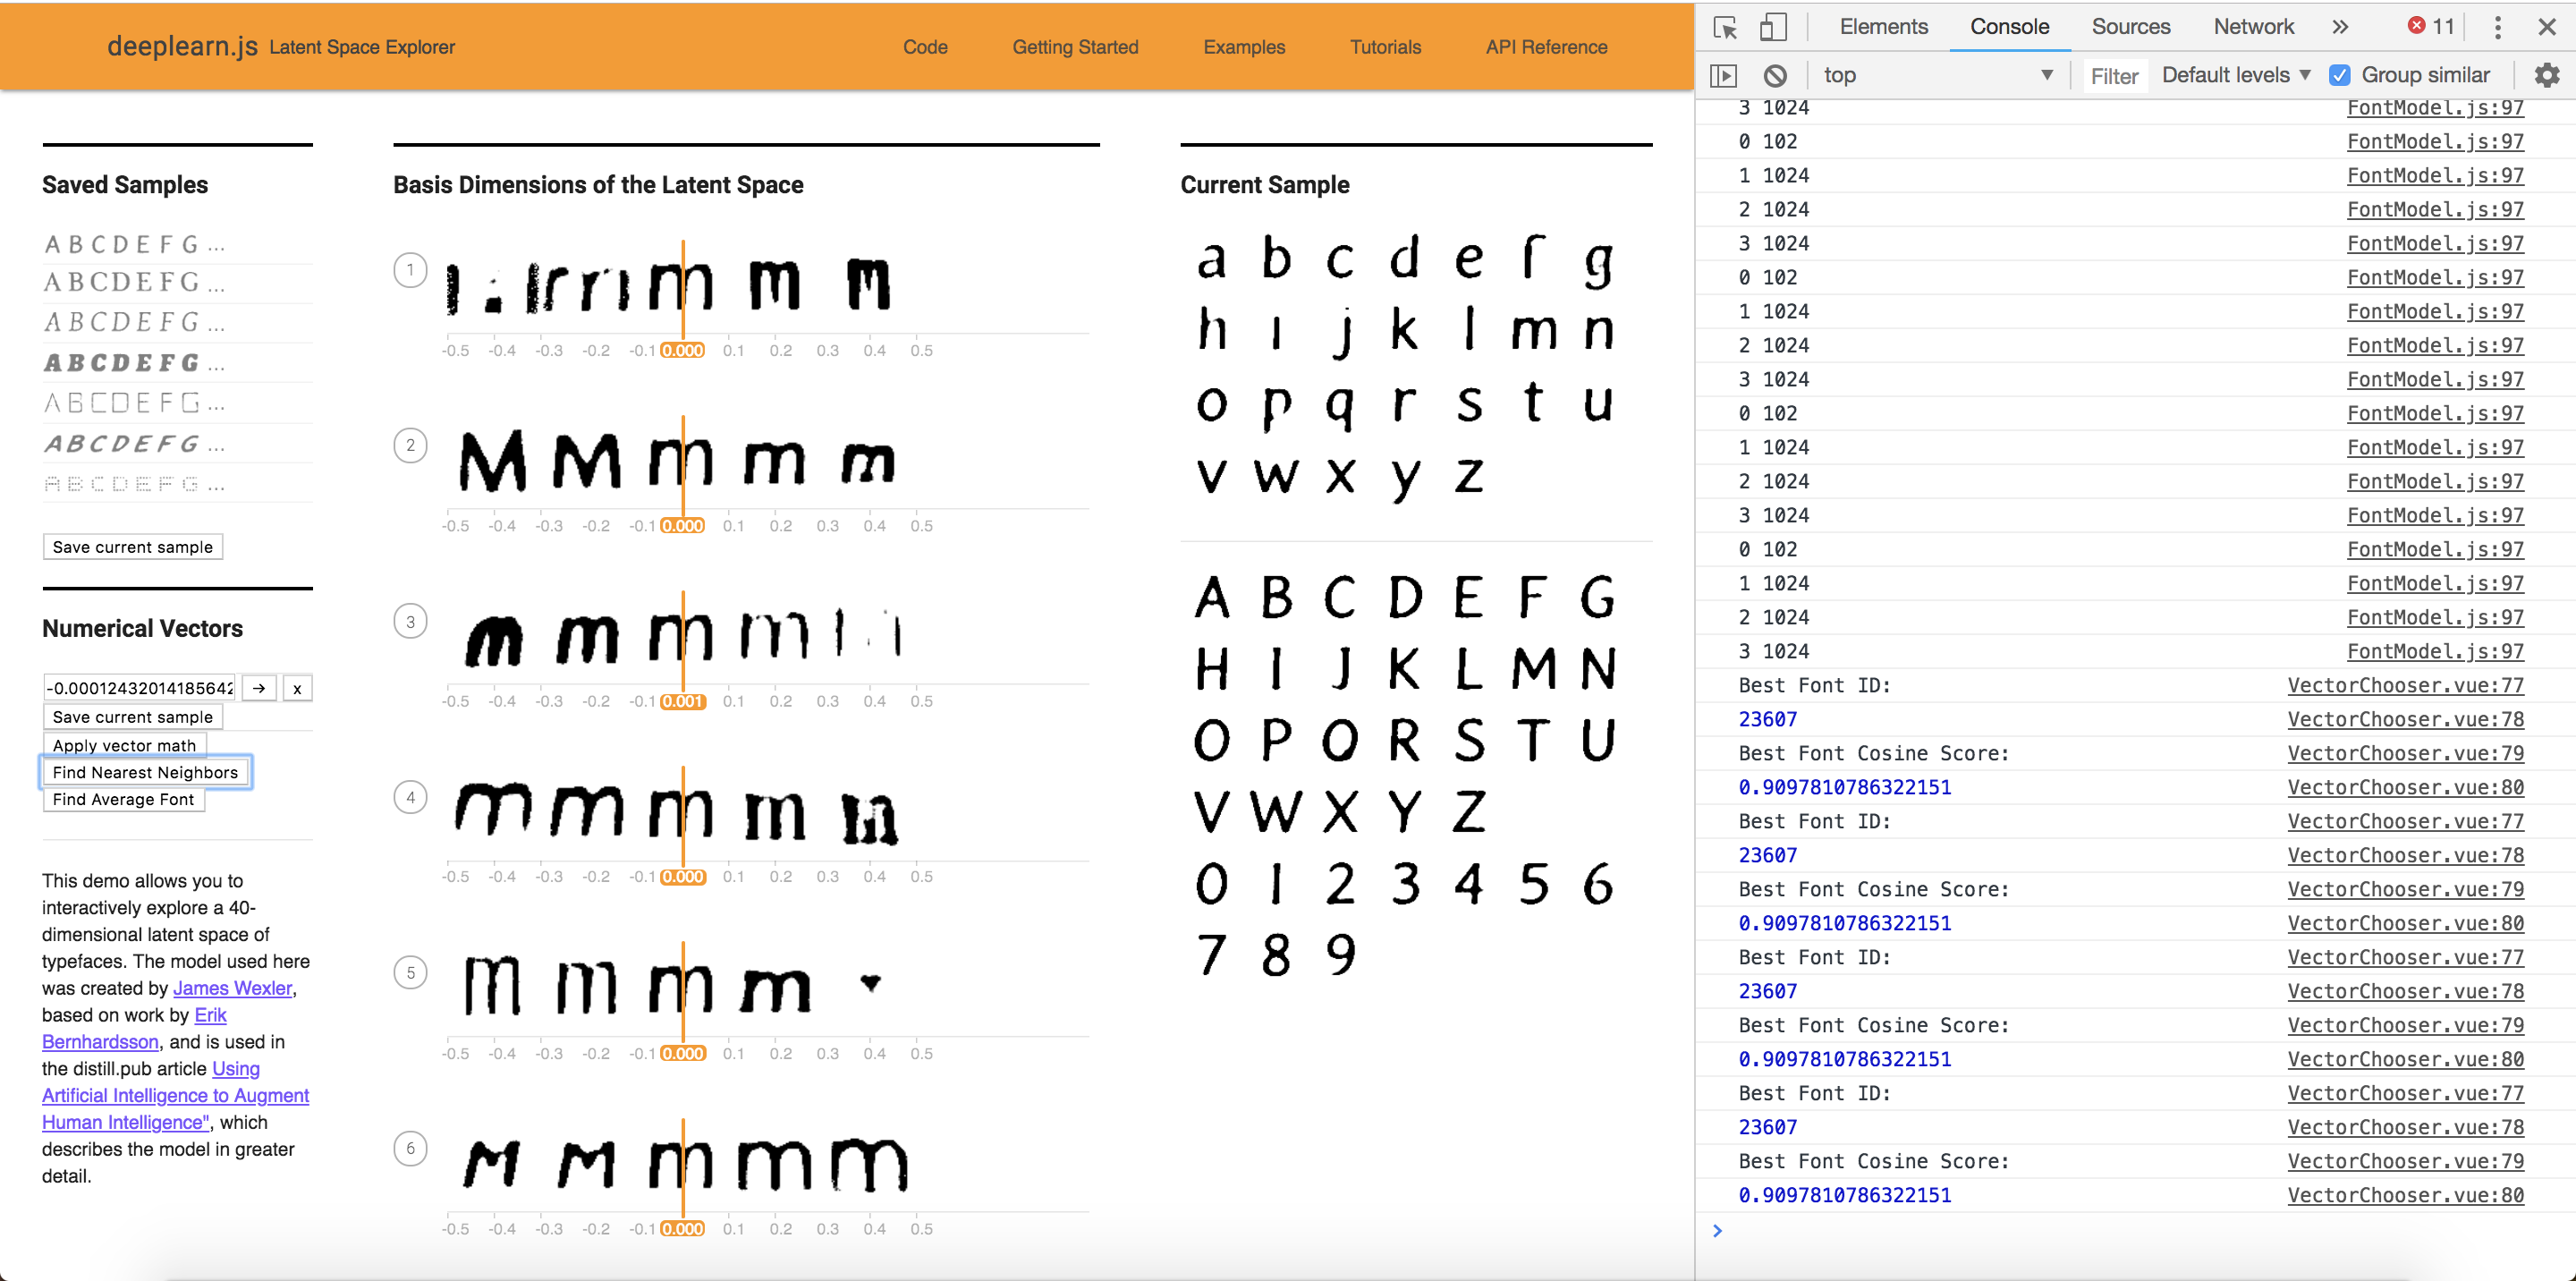 deeplearn.js Latent Space Explorer
Code Getting Started Examples Tutorials API Reference
Saved Samples
A B C D E F G ...
A B C D E F G ...
A B C D E F G ...
A B C D E F G ...
A B C D E F G ...
A B C D E F G ...
A B C D E F G ...
Save current sample
Numerical Vectors
-0.00012432014185642 → x
Save current sample
Apply vector math
Find Nearest Neighbors
Find Average Font
This demo allows you to
interactively explore a 40-
dimensional latent space of
typefaces. The model used here
was created by James Wexler,
based on work by Erik
Bernhardsson, and is used in
the distill.pub article Using
Artificial Intelligence to Augment
Human Intelligence", which
describes the model in greater
detail.
Basis Dimensions of the Latent Space
1
m m m
-0.5 -0.4 -0.3 -0.2 -0.1 0.000 0.1 0.2 0.3 0.4 0.5
2
M M m m m
-0.5 -0.4 -0.3 -0.2 -0.1 0.000 0.1 0.2 0.3 0.4 0.5
3
m m m m
-0.5 -0.4 -0.3 -0.2 -0.1 0.001 0.1 0.2 0.3 0.4 0.5
4
m m m m m
-0.5 -0.4 -0.3 -0.2 -0.1 0.000 0.1 0.2 0.3 0.4 0.5
5
m m m m
-0.5 -0.4 -0.3 -0.2 -0.1 0.000 0.1 0.2 0.3 0.4 0.5
6
M M m m m
-0.5 -0.4 -0.3 -0.2 -0.1 0.000 0.1 0.2 0.3 0.4 0.5
Current Sample
a b c d e f g
h i j k l m n
o p q r s t u
v w x y z
A B C D E F G
H I J K L M N
O P Q R S T U
V W X Y Z
0 1 2 3 4 5 6
7 8 9
Elements Console Sources Network » 11
top Filter Default levels Group similar
3 1024 FontModel.js:97
0 102 FontModel.js:97
1 1024 FontModel.js:97
2 1024 FontModel.js:97
3 1024 FontModel.js:97
0 102 FontModel.js:97
1 1024 FontModel.js:97
2 1024 FontModel.js:97
3 1024 FontModel.js:97
0 102 FontModel.js:97
1 1024 FontModel.js:97
2 1024 FontModel.js:97
3 1024 FontModel.js:97
0 102 FontModel.js:97
1 1024 FontModel.js:97
2 1024 FontModel.js:97
3 1024 FontModel.js:97
Best Font ID: VectorChooser.vue:77
23607 VectorChooser.vue:78
Best Font Cosine Score: VectorChooser.vue:79
0.9097810786322151 VectorChooser.vue:80
Best Font ID: VectorChooser.vue:77
23607 VectorChooser.vue:78
Best Font Cosine Score: VectorChooser.vue:79
0.9097810786322151 VectorChooser.vue:80
Best Font ID: VectorChooser.vue:77
23607 VectorChooser.vue:78
Best Font Cosine Score: VectorChooser.vue:79
0.9097810786322151 VectorChooser.vue:80
Best Font ID: VectorChooser.vue:77
23607 VectorChooser.vue:78
Best Font Cosine Score: VectorChooser.vue:79
0.9097810786322151 VectorChooser.vue:80